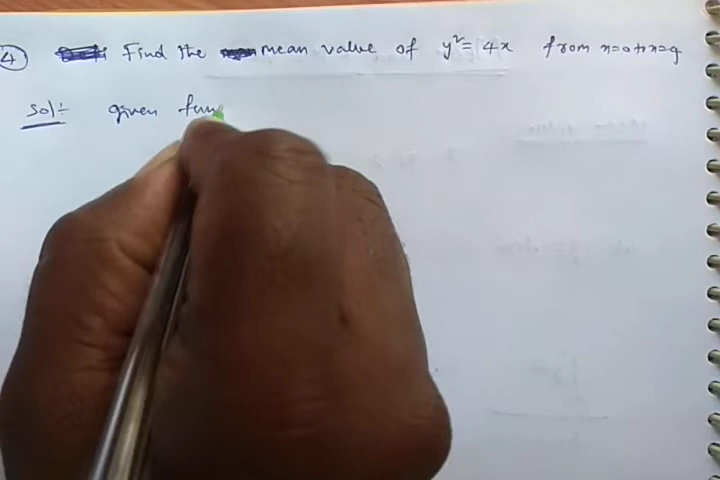 4 Find the mean value of y²= 4x from x=0 to x=9
Sol:- given fun